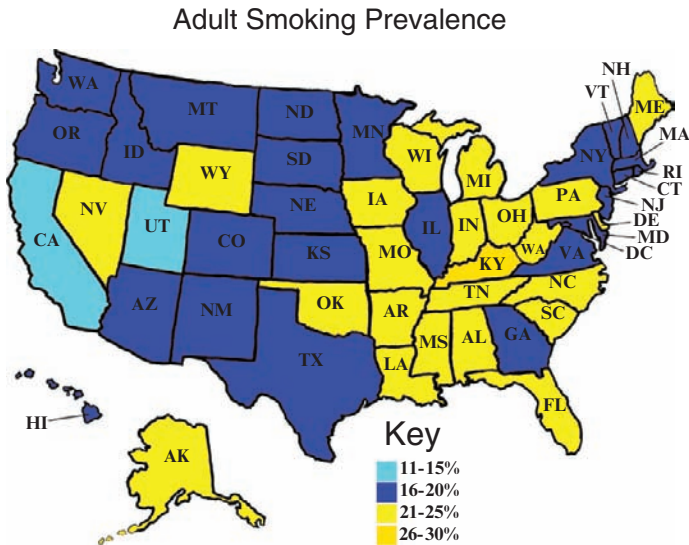 Adult Smoking Prevalence
WA
MT
ND
MN
OR
ID
SD
WY
WI
MI
NH
VT
ME
MA
NY
RI
CT
NJ
PA
DE
MD
DC
NE
IA
NV
UT
CO
CA
KS
MO
IL
IN
OH
WA
VA
KY
NC
TN
SC
AZ
NM
OK
AR
MS
AL
GA
TX
LA
FL
HI
AK
Key
11-15%
16-20%
21-25%
26-30%